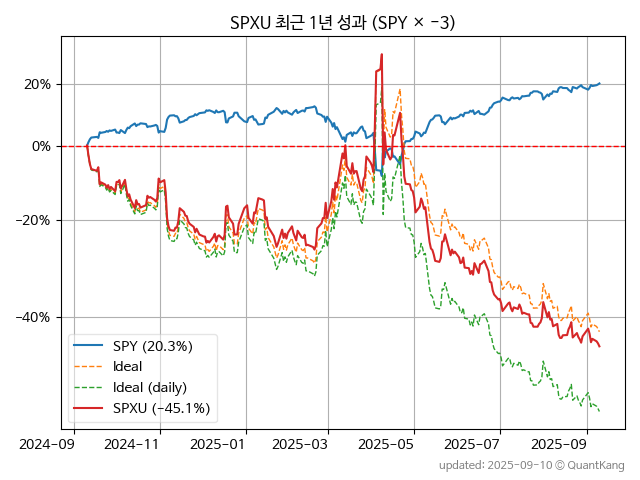 SPXU 최근 1년 성과 (SPY × −3)
20%
0%
−20%
−40%
SPY (20.3%)
Ideal
Ideal (daily)
SPXU (−45.1%)
2024-09 2024-11 2025-01 2025-03 2025-05 2025-07 2025-09
updated: 2025-09-10 © QuantKang